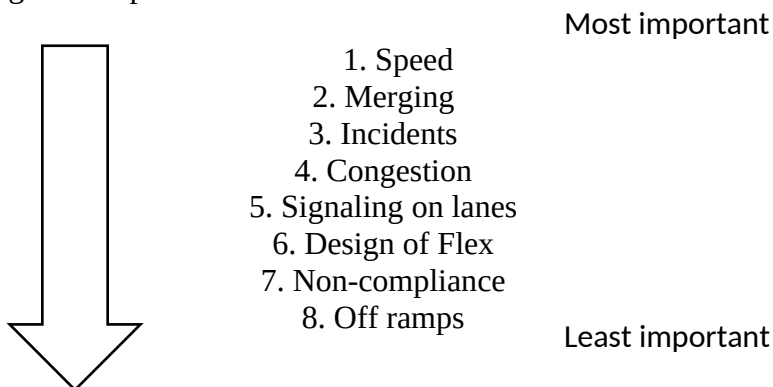 Most important
1. Speed
2. Merging
3. Incidents
4. Congestion
5. Signaling on lanes
6. Design of Flex
7. Non-compliance
8. Off ramps
Least important